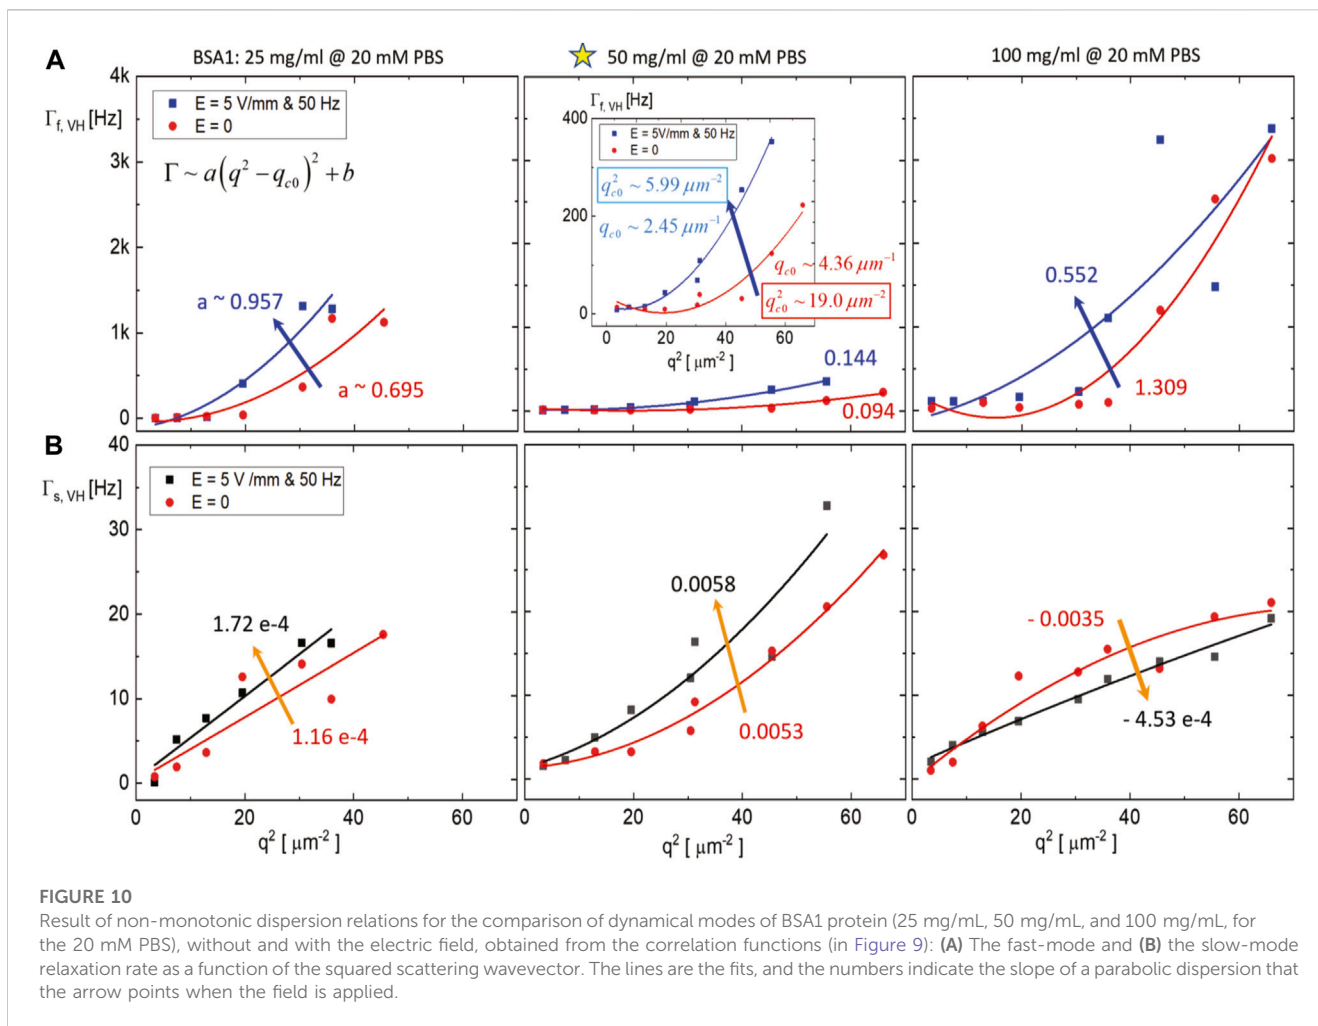 A
BSA1: 25 mg/ml @ 20 mM PBS
50 mg/ml @ 20 mM PBS
100 mg/ml @ 20 mM PBS
4k
3k
2k
1k
0
Γf, VH [Hz]
E = 5 V/mm & 50 Hz
E = 0
Γ ~ a(q² − qc0)² + b
a ~ 0.957
a ~ 0.695
Γf, VH [Hz]
400
200
0
E = 5V/mm & 50 Hz
E = 0
q²c0 ~ 5.99 μm⁻²
qc0 ~ 2.45 μm⁻¹
qc0 ~ 4.36 μm⁻¹
q²c0 ~ 19.0 μm⁻²
0 20 40 60
q² [ μm⁻²]
0.144
0.094
0.552
1.309
B
40
30
20
10
0
Γs, VH [Hz]
E = 5 V /mm & 50 Hz
E = 0
1.72 e-4
1.16 e-4
0.0058
0.0053
- 0.0035
- 4.53 e-4
0 20 40 60
0 20 40 60
0 20 40 60
q² [ μm⁻²]
q² [ μm⁻²]
q² [ μm⁻²]
FIGURE 10
Result of non-monotonic dispersion relations for the comparison of dynamical modes of BSA1 protein (25 mg/mL, 50 mg/mL, and 100 mg/mL, for
the 20 mM PBS), without and with the electric field, obtained from the correlation functions (in Figure 9): (A) The fast-mode and (B) the slow-mode
relaxation rate as a function of the squared scattering wavevector. The lines are the fits, and the numbers indicate the slope of a parabolic dispersion that
the arrow points when the field is applied.